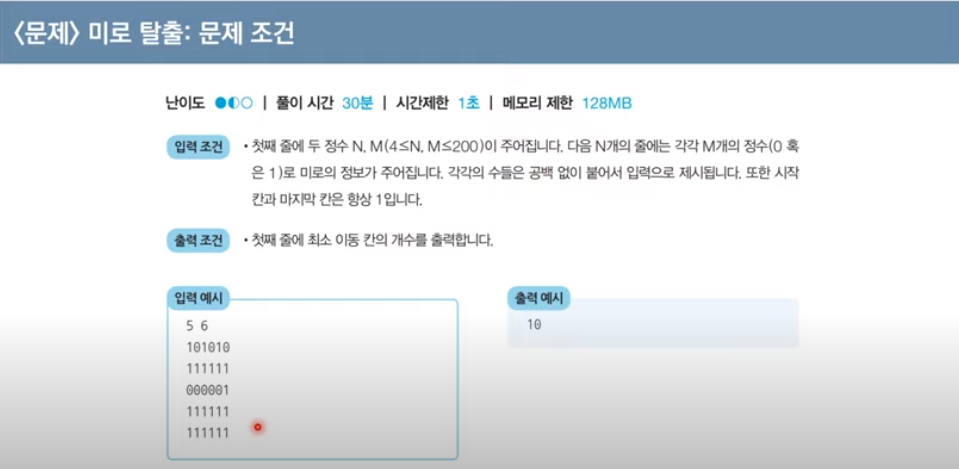 〈문제〉 미로 탈출: 문제 조건
난이도 ●◐○ | 풀이 시간 30분 | 시간제한 1초 | 메모리 제한 128MB
입력 조건 • 첫째 줄에 두 정수 N, M(4≤N, M≤200)이 주어집니다. 다음 N개의 줄에는 각각 M개의 정수(0 혹
은 1)로 미로의 정보가 주어집니다. 각각의 수들은 공백 없이 붙어서 입력으로 제시됩니다. 또한 시작
칸과 마지막 칸은 항상 1입니다.
출력 조건 • 첫째 줄에 최소 이동 칸의 개수를 출력합니다.
입력 예시
5 6
101010
111111
000001
111111
111111
출력 예시
10